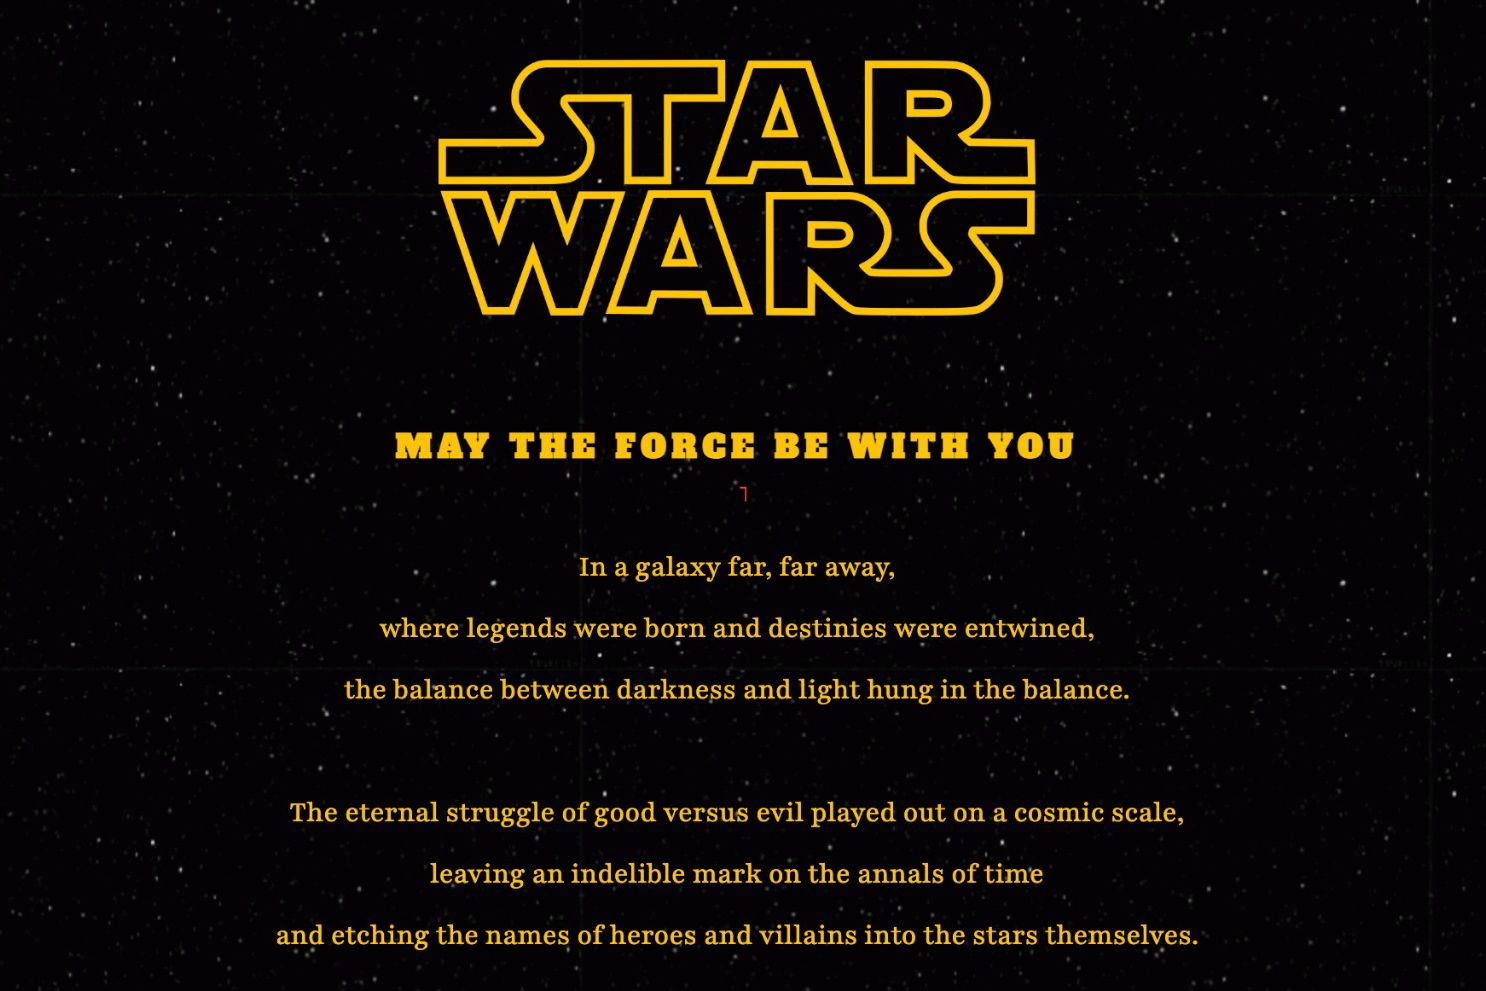 STAR
WARS
MAY THE FORCE BE WITH YOU
In a galaxy far, far away,
where legends were born and destinies were entwined,
the balance between darkness and light hung in the balance.
The eternal struggle of good versus evil played out on a cosmic scale,
leaving an indelible mark on the annals of time
and etching the names of heroes and villains into the stars themselves.